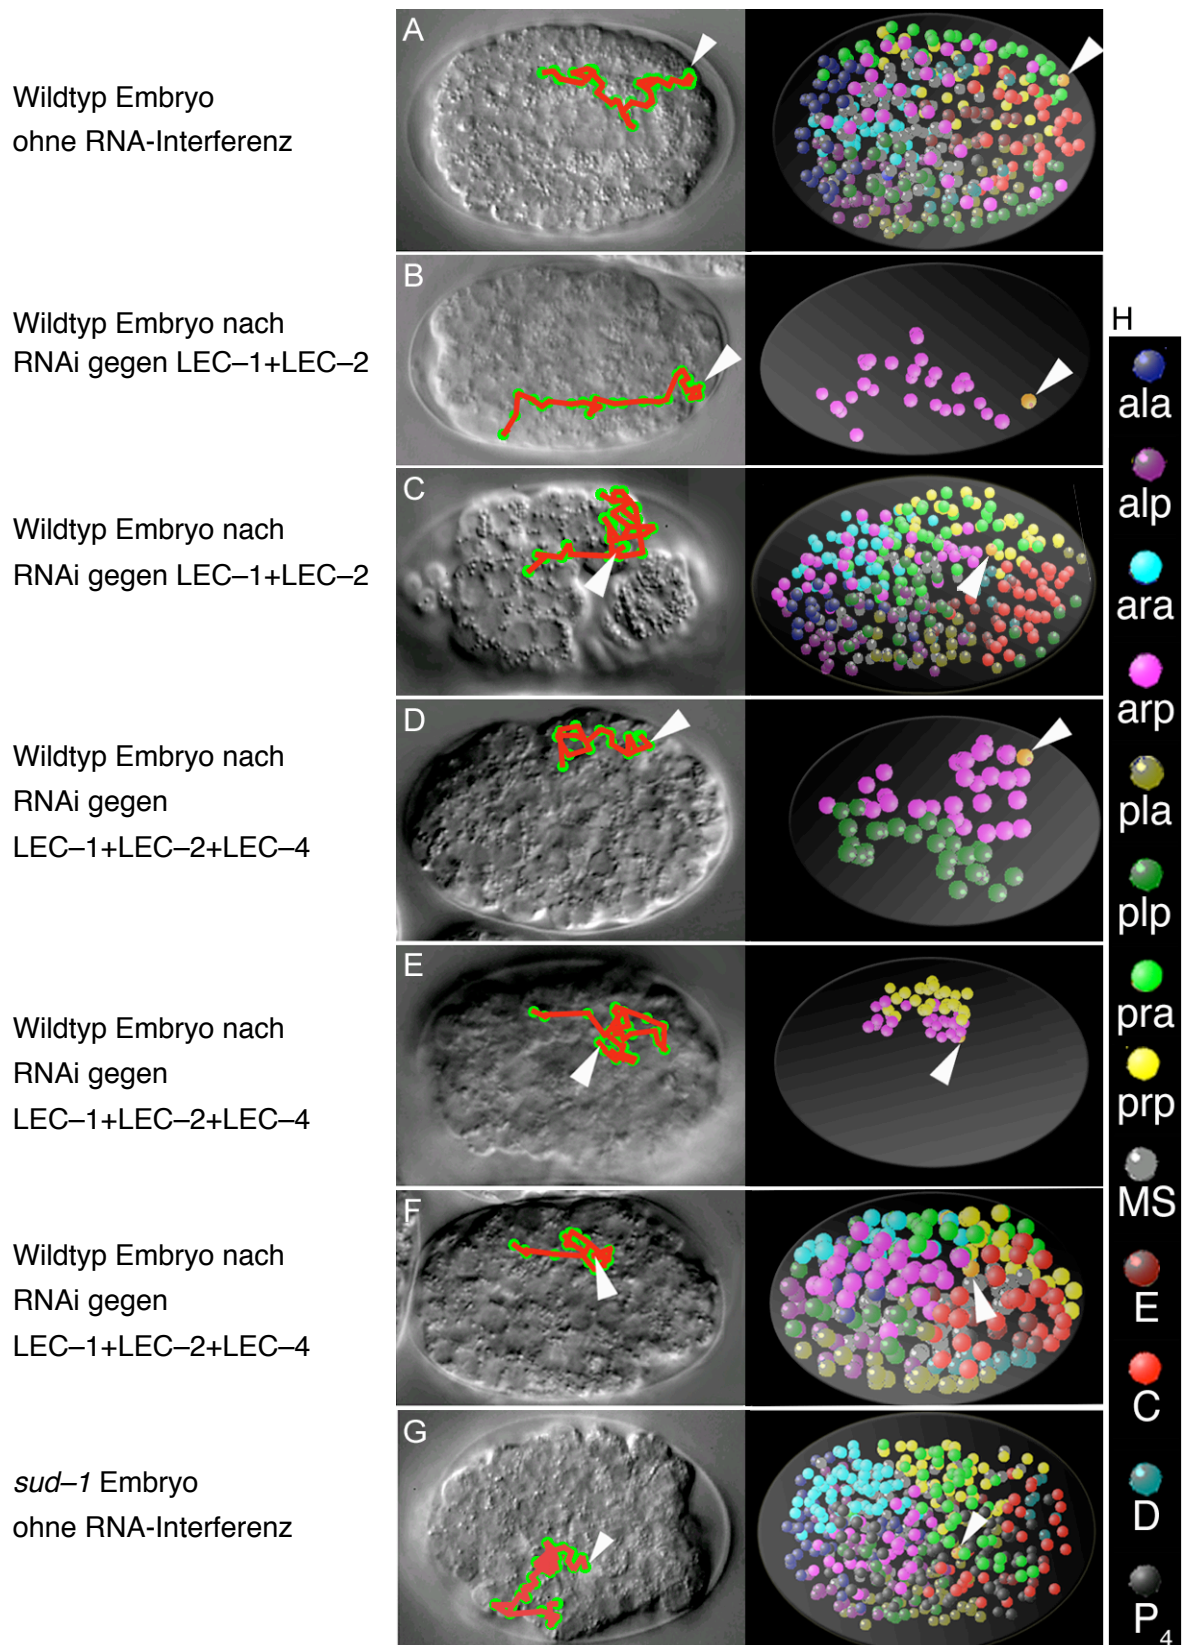 A
Wildtyp Embryo
ohne RNA-Interferenz
B
Wildtyp Embryo nach
RNAi gegen LEC–1+LEC–2
C
Wildtyp Embryo nach
RNAi gegen LEC–1+LEC–2
D
Wildtyp Embryo nach
RNAi gegen
LEC–1+LEC–2+LEC–4
E
Wildtyp Embryo nach
RNAi gegen
LEC–1+LEC–2+LEC–4
F
Wildtyp Embryo nach
RNAi gegen
LEC–1+LEC–2+LEC–4
G
sud–1 Embryo
ohne RNA-Interferenz
H
ala
alp
ara
arp
pla
plp
pra
prp
MS
E
C
D
P4